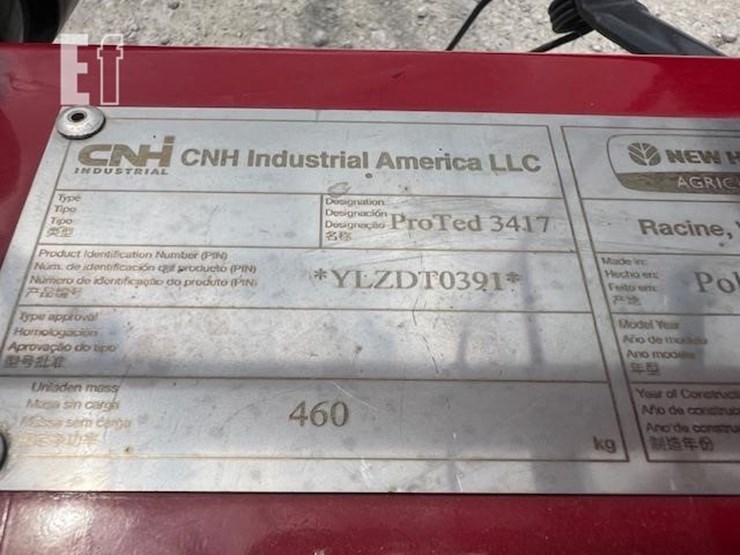 Ef
CNH INDUSTRIAL
CNH Industrial America LLC
NEW H
AGRIC
Type
Tipo
Tipo
类型
Designation
Designación
Designação
名称
ProTed 3417
Racine,
Product Identification Number (PIN)
Núm. de identificación del producto (PIN)
Número de identificação do produto (PIN)
产品编号
*YLZDT0391*
Made in:
Hecho en:
Feito em:
产地
Pol
Type approval
Homologación
Aprovação do tipo
型号批准
Model Year
Año de modelo
Ano modelo
年型
Unladen mass
Masa sin carga
Massa sem carga
460
kg
Year of Constructi
Año de construc
Ano de constru
制造年份